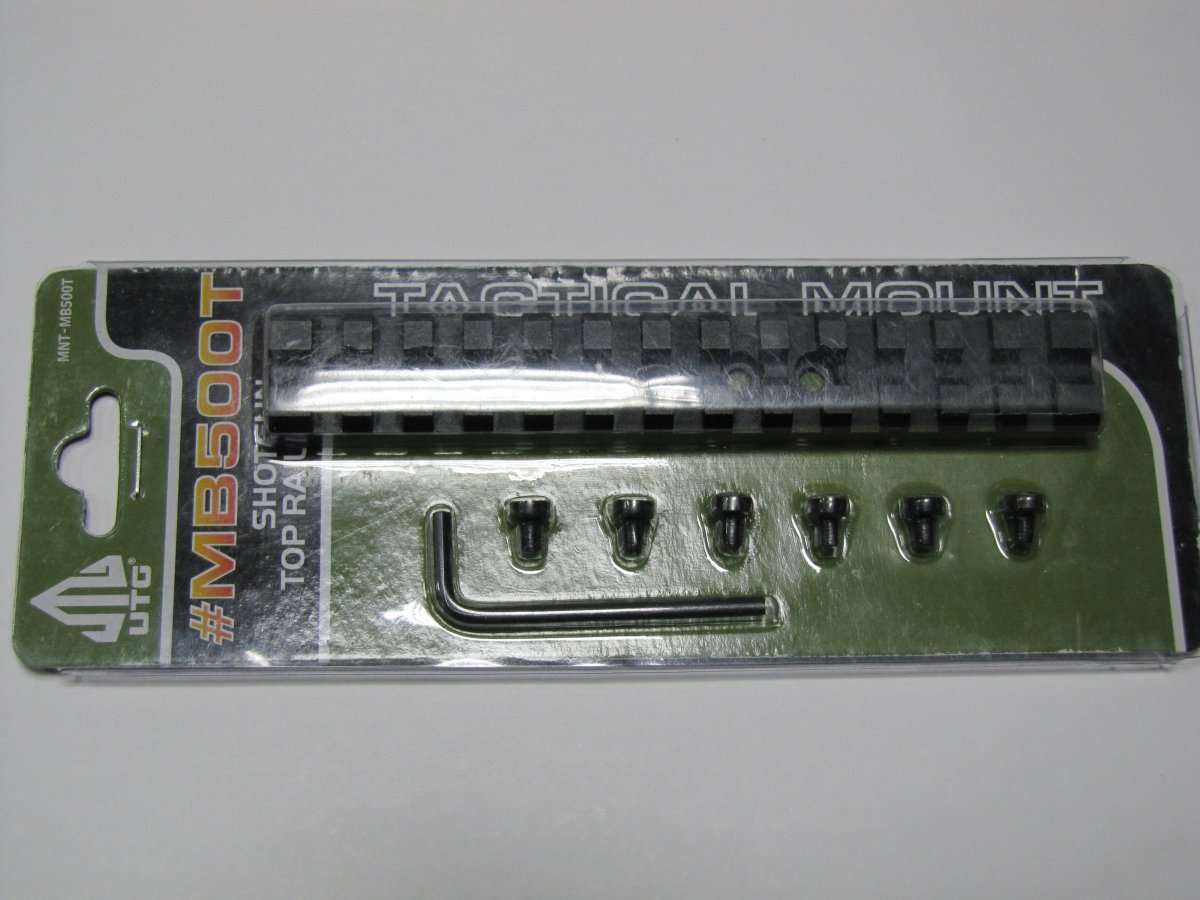 MNT-MB500T
UTG®
#MB500T
SHOTGUN
TOP RAIL
TACTICAL MOUNT